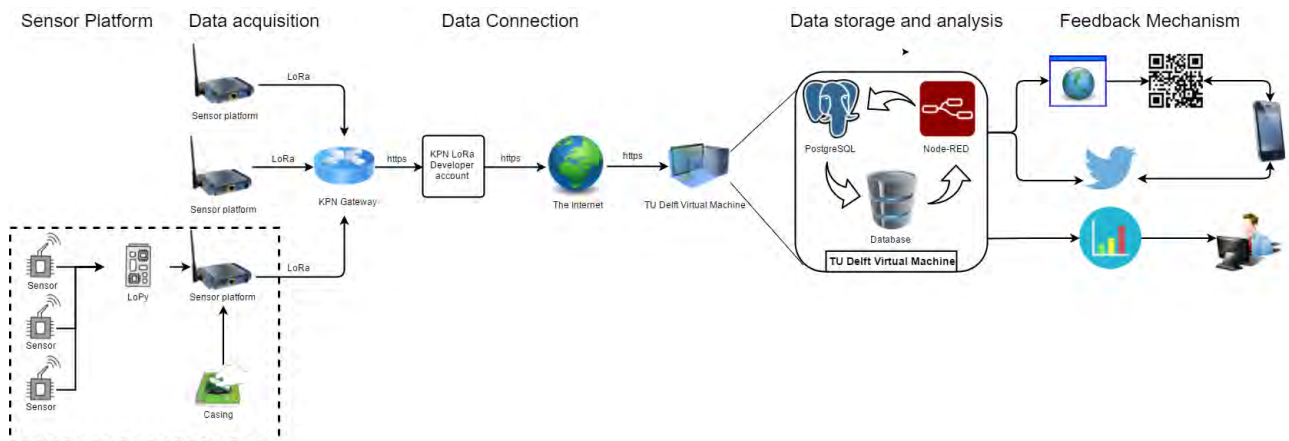 Sensor Platform
Data acquisition
Data Connection
Data storage and analysis
Feedback Mechanism
LoRa
Sensor platform
LoRa
Sensor platform
KPN Gateway
https
KPN LoRa
Developer
account
https
The Internet
https
TU Delft Virtual Machine
PostgreSQL
Node-RED
Database
TU Delft Virtual Machine
Sensor
Sensor
Sensor
LoPy
Sensor platform
LoRa
Casing